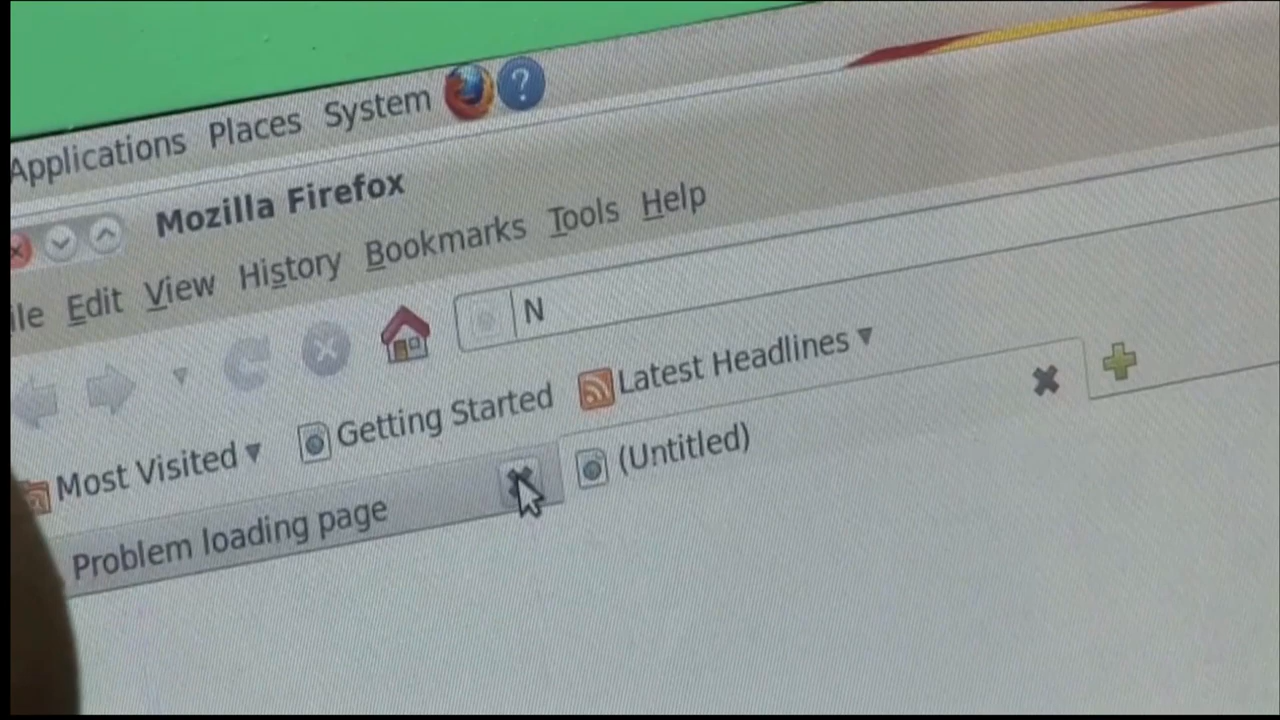 Applications Places System ?
Mozilla Firefox
ile Edit View History Bookmarks Tools Help
N
Most Visited Getting Started Latest Headlines
Problem loading page (Untitled)